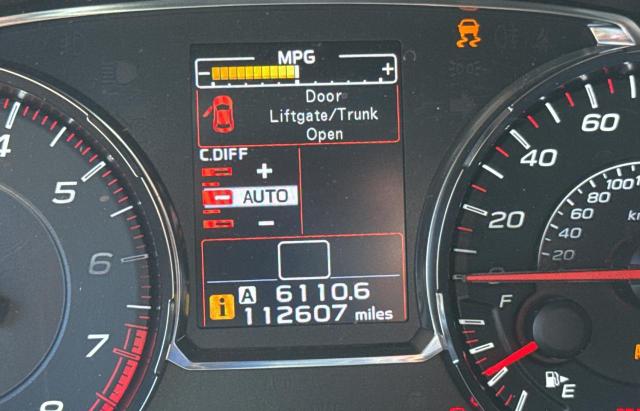 MPG
− +
Door
Liftgate/Trunk
Open
C.DIFF
+
AUTO
−
A 6110.6
i 112607 miles
4
5
6
7
8
60
40
20
100
80
60
40
20
F
E